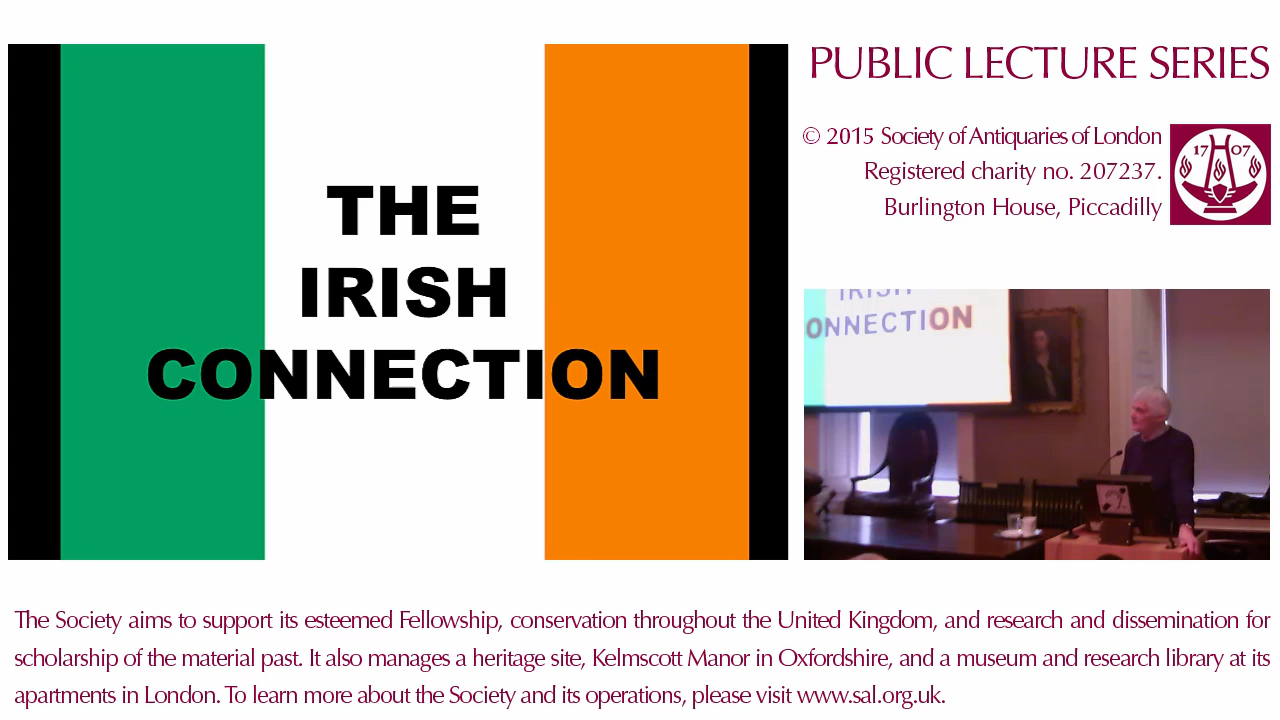 THE
IRISH
CONNECTION
PUBLIC LECTURE SERIES
© 2015 Society of Antiquaries of London
Registered charity no. 207237.
Burlington House, Piccadilly
17 07
IRISH
ONNECTION
The Society aims to support its esteemed Fellowship, conservation throughout the United Kingdom, and research and dissemination for
scholarship of the material past. It also manages a heritage site, Kelmscott Manor in Oxfordshire, and a museum and research library at its
apartments in London. To learn more about the Society and its operations, please visit www.sal.org.uk.